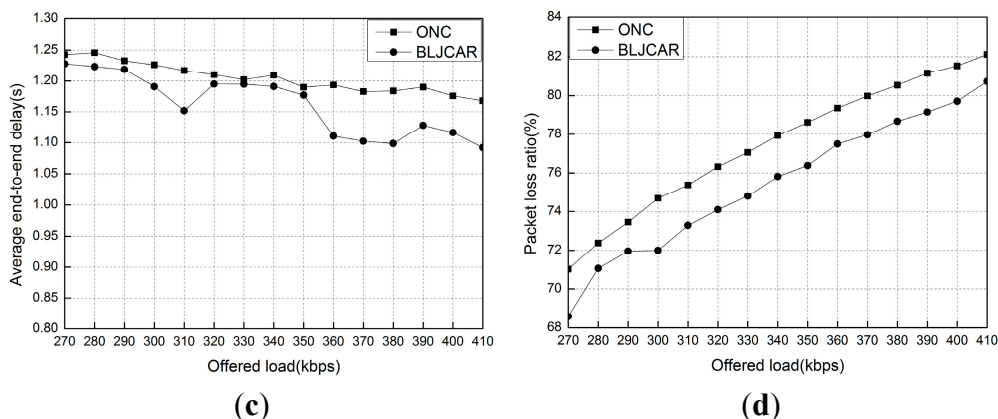 1.30
1.25
1.20
1.15
1.10
1.05
1.00
0.95
0.90
0.85
0.80
Average end-to-end delay(s)
ONC
BLJCAR
270 280 290 300 310 320 330 340 350 360 370 380 390 400 410
Offered load(kbps)
(c)
84
82
80
78
76
74
72
70
68
Packet loss ratio(%)
ONC
BLJCAR
270 280 290 300 310 320 330 340 350 360 370 380 390 400 410
Offered load(kbps)
(d)